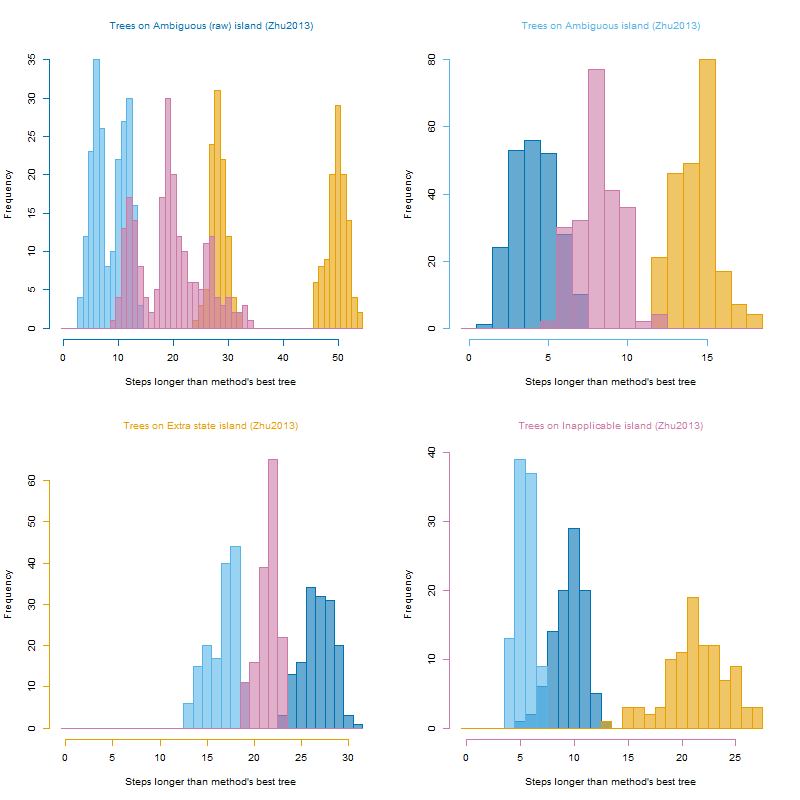 Trees on Ambiguous (raw) island (Zhu2013)
35
30
25
20
15
10
5
0
Frequency
0 10 20 30 40 50
Steps longer than method's best tree
Trees on Ambiguous island (Zhu2013)
80
60
40
20
0
Frequency
0 5 10 15
Steps longer than method's best tree
Trees on Extra state island (Zhu2013)
60
50
40
30
20
10
0
Frequency
0 5 10 15 20 25 30
Steps longer than method's best tree
Trees on Inapplicable island (Zhu2013)
40
30
20
10
0
Frequency
0 5 10 15 20 25
Steps longer than method's best tree